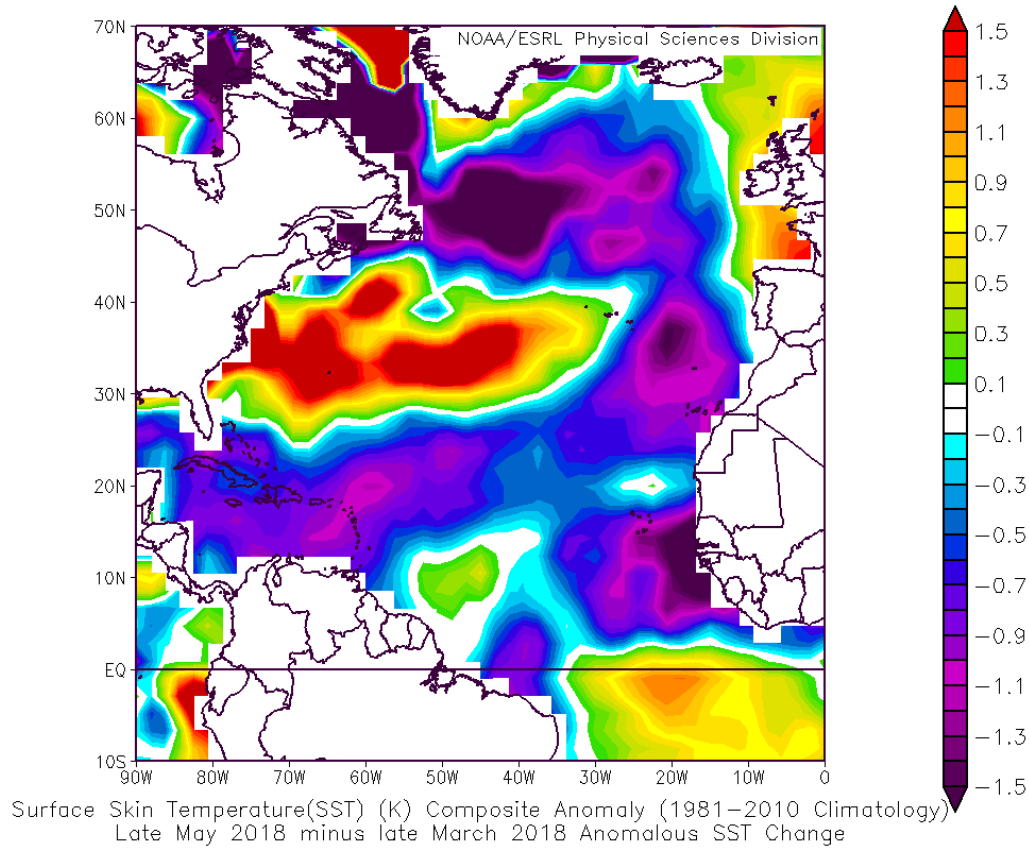 NOAA/ESRL Physical Sciences Division
70N
60N
50N
40N
30N
20N
10N
EQ
10S
90W 80W 70W 60W 50W 40W 30W 20W 10W 0
1.5
1.3
1.1
0.9
0.7
0.5
0.3
0.1
-0.1
-0.3
-0.5
-0.7
-0.9
-1.1
-1.3
-1.5
Surface Skin Temperature(SST) (K) Composite Anomaly (1981-2010 Climatology)
Late May 2018 minus late March 2018 Anomalous SST Change